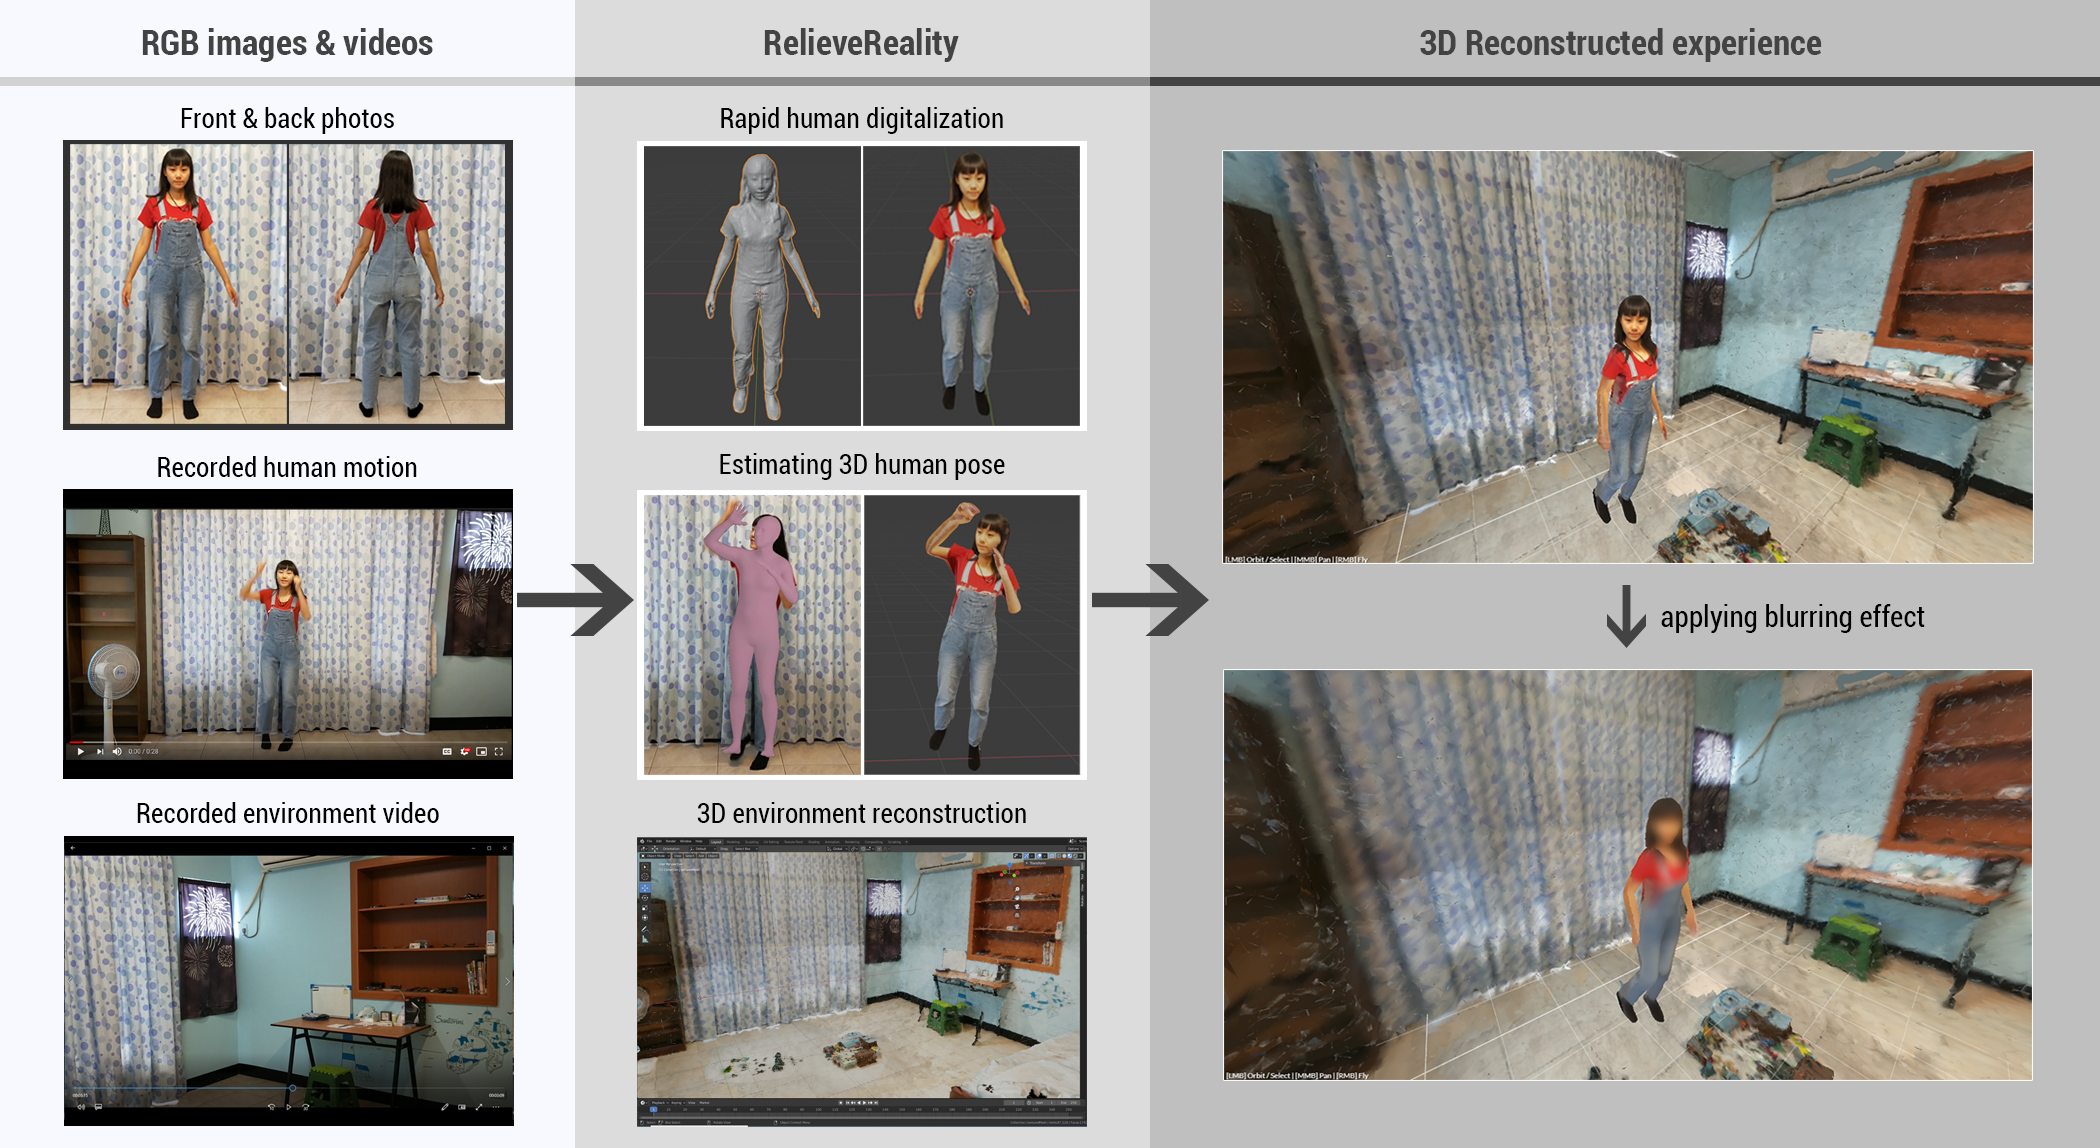 RGB images & videos
RelieveReality
3D Reconstructed experience
Front & back photos
Rapid human digitalization
Recorded human motion
Estimating 3D human pose
0:00 / 0:28
applying blurring effect
Recorded environment video
3D environment reconstruction
Santorini
[LMB] Orbit / Select | [MMB] Pan | [RMB] Fly
[LMB] Orbit / Select | [MMB] Pan | [RMB] Fly